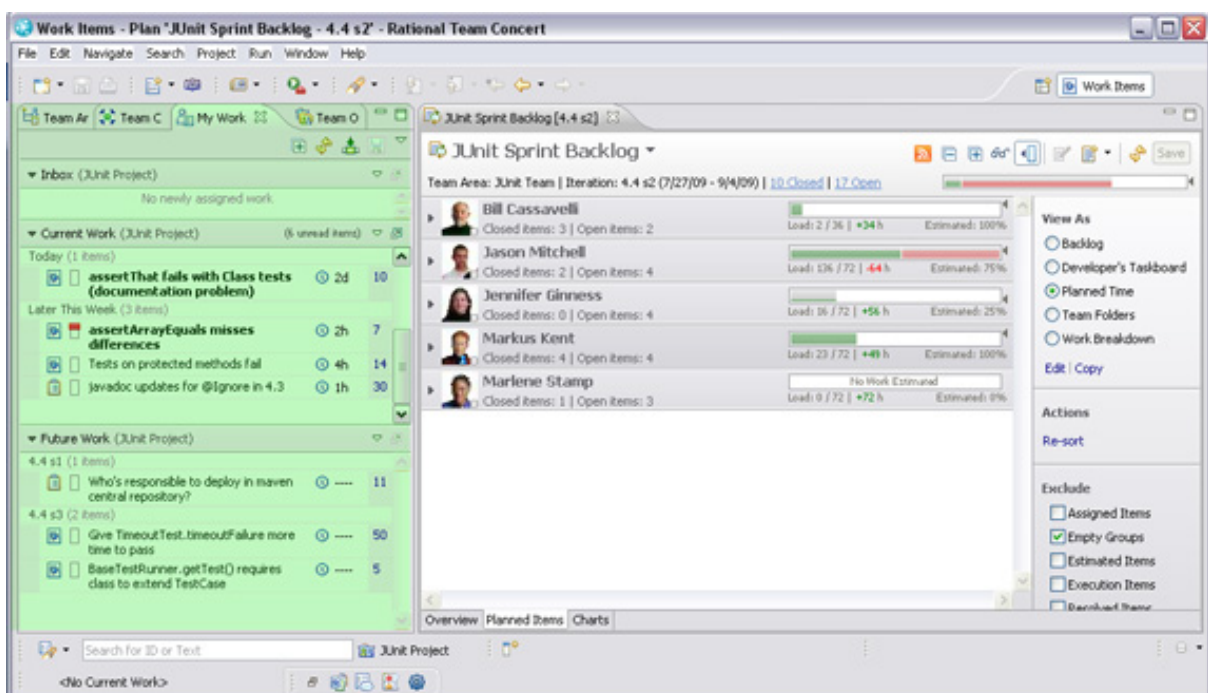 Work Items - Plan 'JUnit Sprint Backlog - 4.4 s2' - Rational Team Concert
File Edit Navigate Search Project Run Window Help
Work Items
Team Ar Team C My Work Team O
JUnit Sprint Backlog [4.4 s2]
Inbox (JUnit Project)
No newly assigned work
Current Work (JUnit Project) (6 unread items)
Today (1 items)
assertThat fails with Class tests 2d 10
(documentation problem)
Later This Week (3 items)
assertArrayEquals misses 2h 7
differences
Tests on protected methods fail 4h 14
javadoc updates for @Ignore in 4.3 1h 30
Future Work (JUnit Project)
4.4 s1 (1 items)
Who's responsible to deploy in maven ---- 11
central repository?
4.4 s3 (2 items)
Give TimeoutTest.timeoutFailure more ---- 50
time to pass
BaseTestRunner.getTest() requires ---- 5
class to extend TestCase
JUnit Sprint Backlog
Save
Team Area: JUnit Team | Iteration: 4.4 s2 (7/27/09 - 9/4/09) | 10 Closed | 17 Open
Bill Cassavelli
Closed items: 3 | Open items: 2
Load: 2 / 36 | +34 h Estimated: 100%
Jason Mitchell
Closed items: 2 | Open items: 4
Load: 136 / 72 | -64 h Estimated: 75%
Jennifer Ginness
Closed items: 0 | Open items: 4
Load: 16 / 72 | +56 h Estimated: 25%
Markus Kent
Closed items: 4 | Open items: 4
Load: 23 / 72 | +49 h Estimated: 100%
Marlene Stamp
Closed items: 1 | Open items: 3
No Work Estimated
Load: 0 / 72 | +72 h Estimated: 0%
View As
Backlog
Developer's Taskboard
Planned Time
Team Folders
Work Breakdown
Edit | Copy
Actions
Re-sort
Exclude
Assigned Items
Empty Groups
Estimated Items
Execution Items
Resolved Items
Overview Planned Items Charts
Search for ID or Text
JUnit Project
<No Current Work>